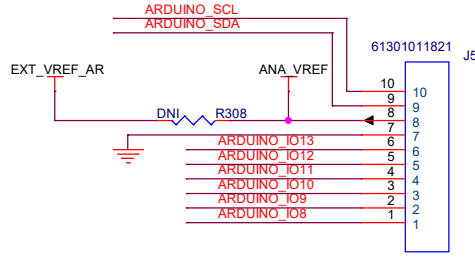 ARDUINO_SCL
ARDUINO_SDA
61301011821
J5
EXT_VREF_AR
ANA_VREF
10
10
9
9
DNI
R308
8
8
7
7
ARDUINO_IO13
6
6
ARDUINO_IO12
5
5
ARDUINO_IO11
4
4
ARDUINO_IO10
3
3
ARDUINO_IO9
2
2
ARDUINO_IO8
1
1